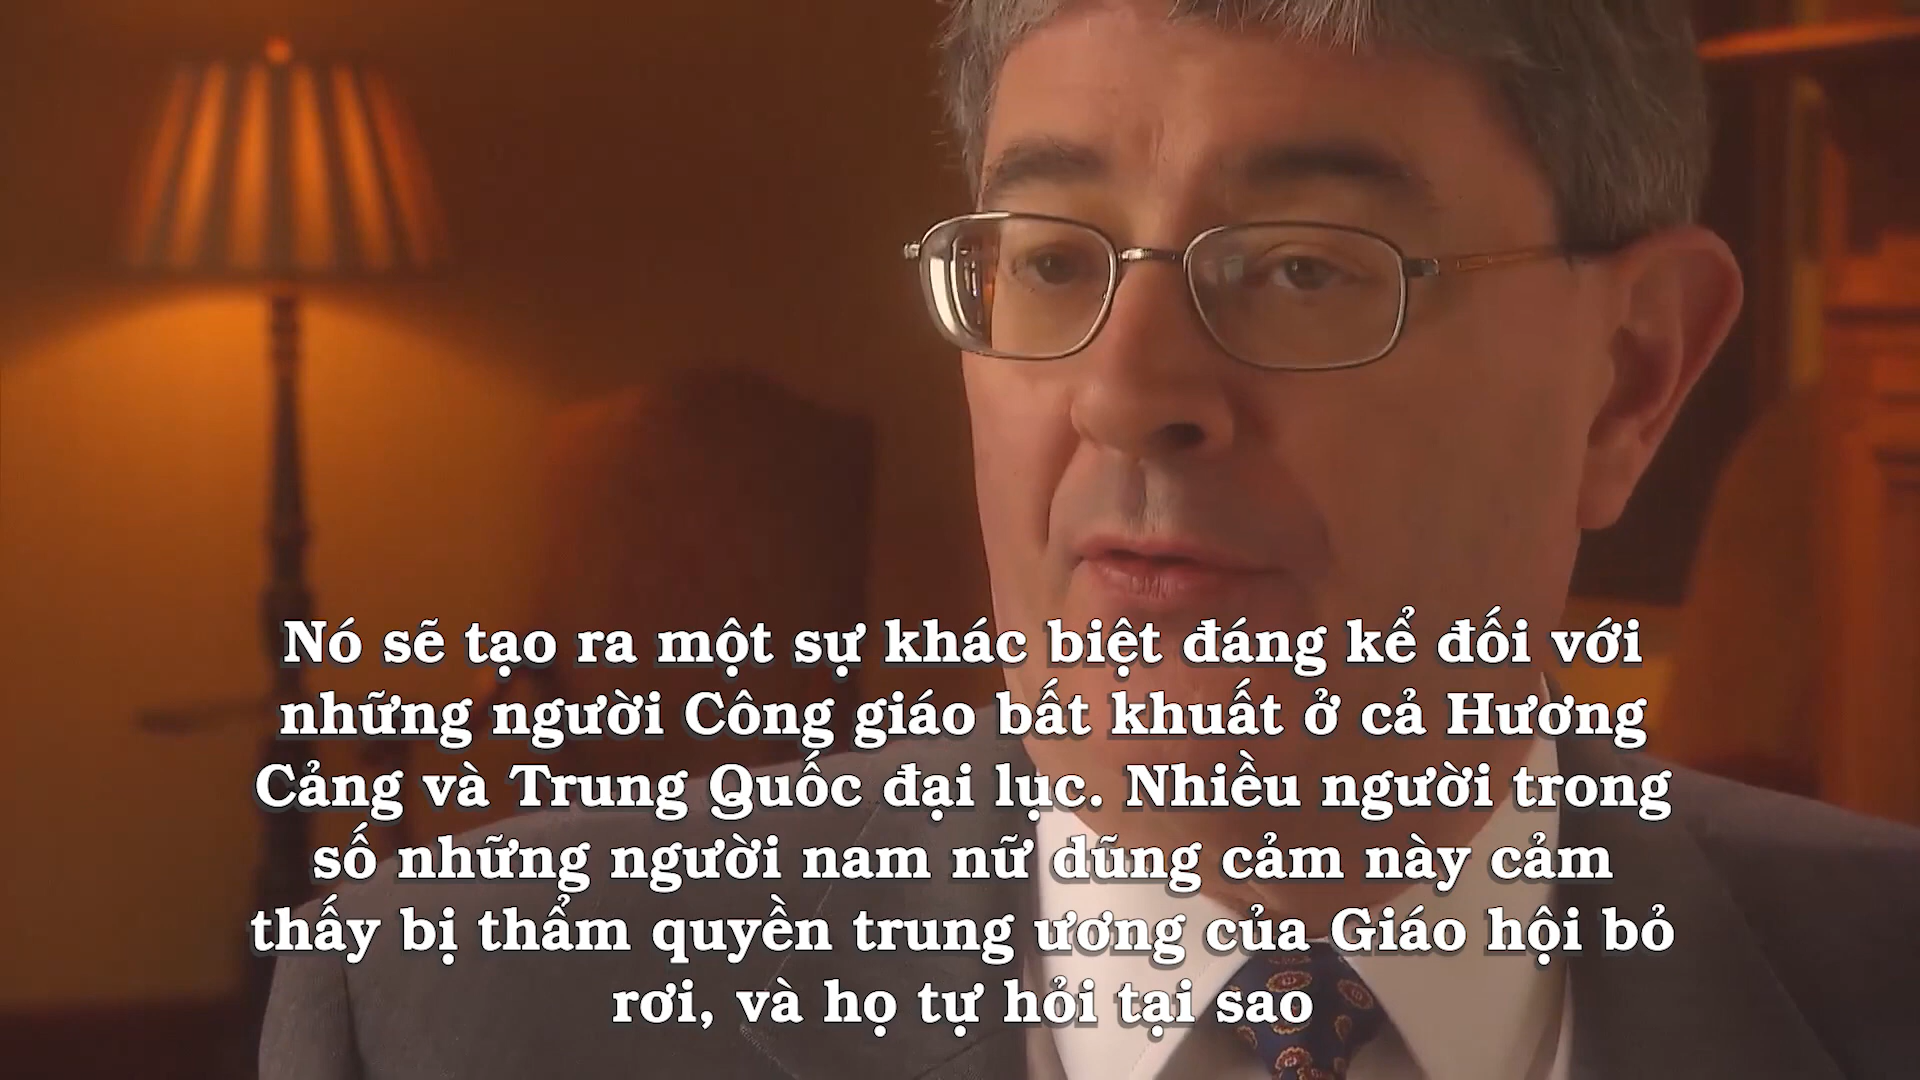 Nó sẽ tạo ra một sự khác biệt đáng kể đối với
những người Công giáo bất khuất ở cả Hương
Cảng và Trung Quốc đại lục. Nhiều người trong
số những người nam nữ dũng cảm này cảm
thấy bị thẩm quyền trung ương của Giáo hội bỏ
rơi, và họ tự hỏi tại sao